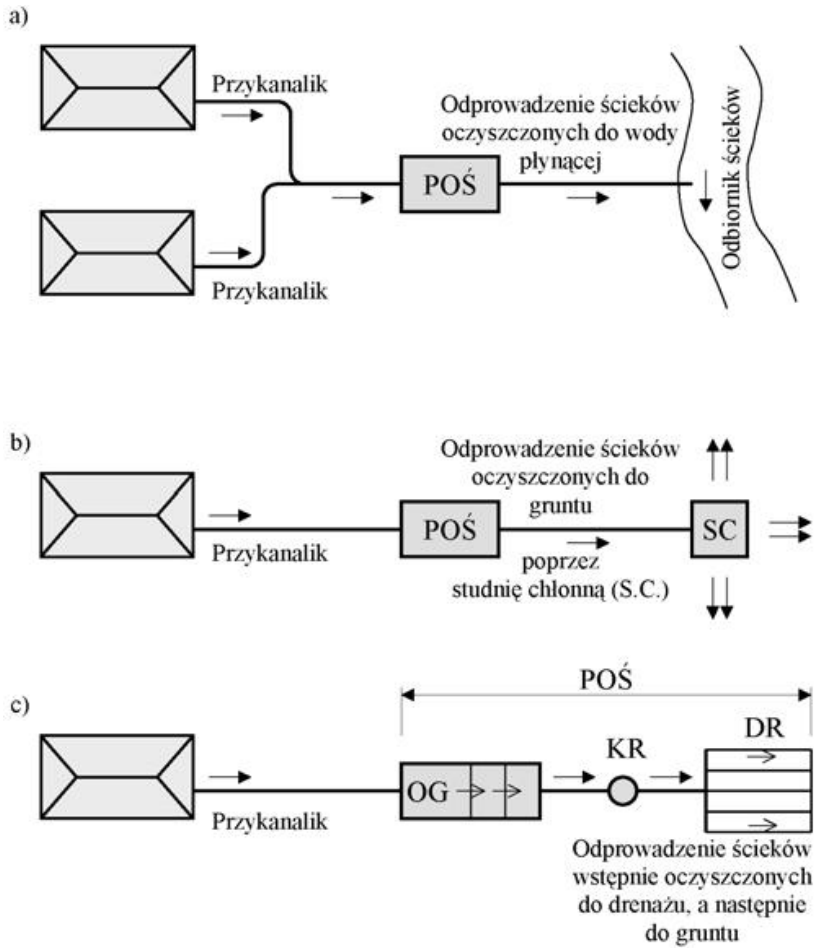 a)
Przykanalik
Odprowadzenie ścieków
oczyszczonych do wody
płynącej
POŚ
Odbiornik ścieków
Przykanalik
b)
Odprowadzenie ścieków
oczyszczonych do
gruntu
POŚ
SC
Przykanalik
poprzez
studnię chłonną (S.C.)
c)
POŚ
KR
DR
OG
Przykanalik
Odprowadzenie ścieków
wstępnie oczyszczonych
do drenażu, a następnie
do gruntu